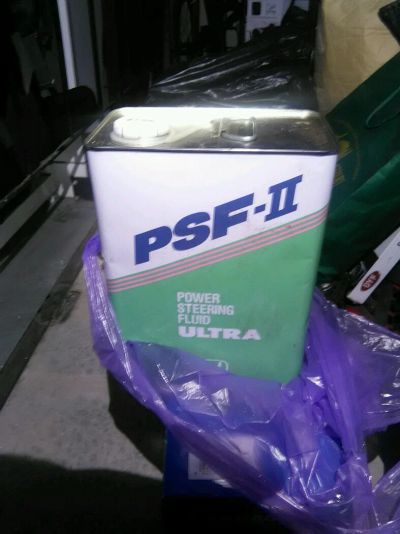 PSF-II
POWER
STEERING
FLUID
ULTRA